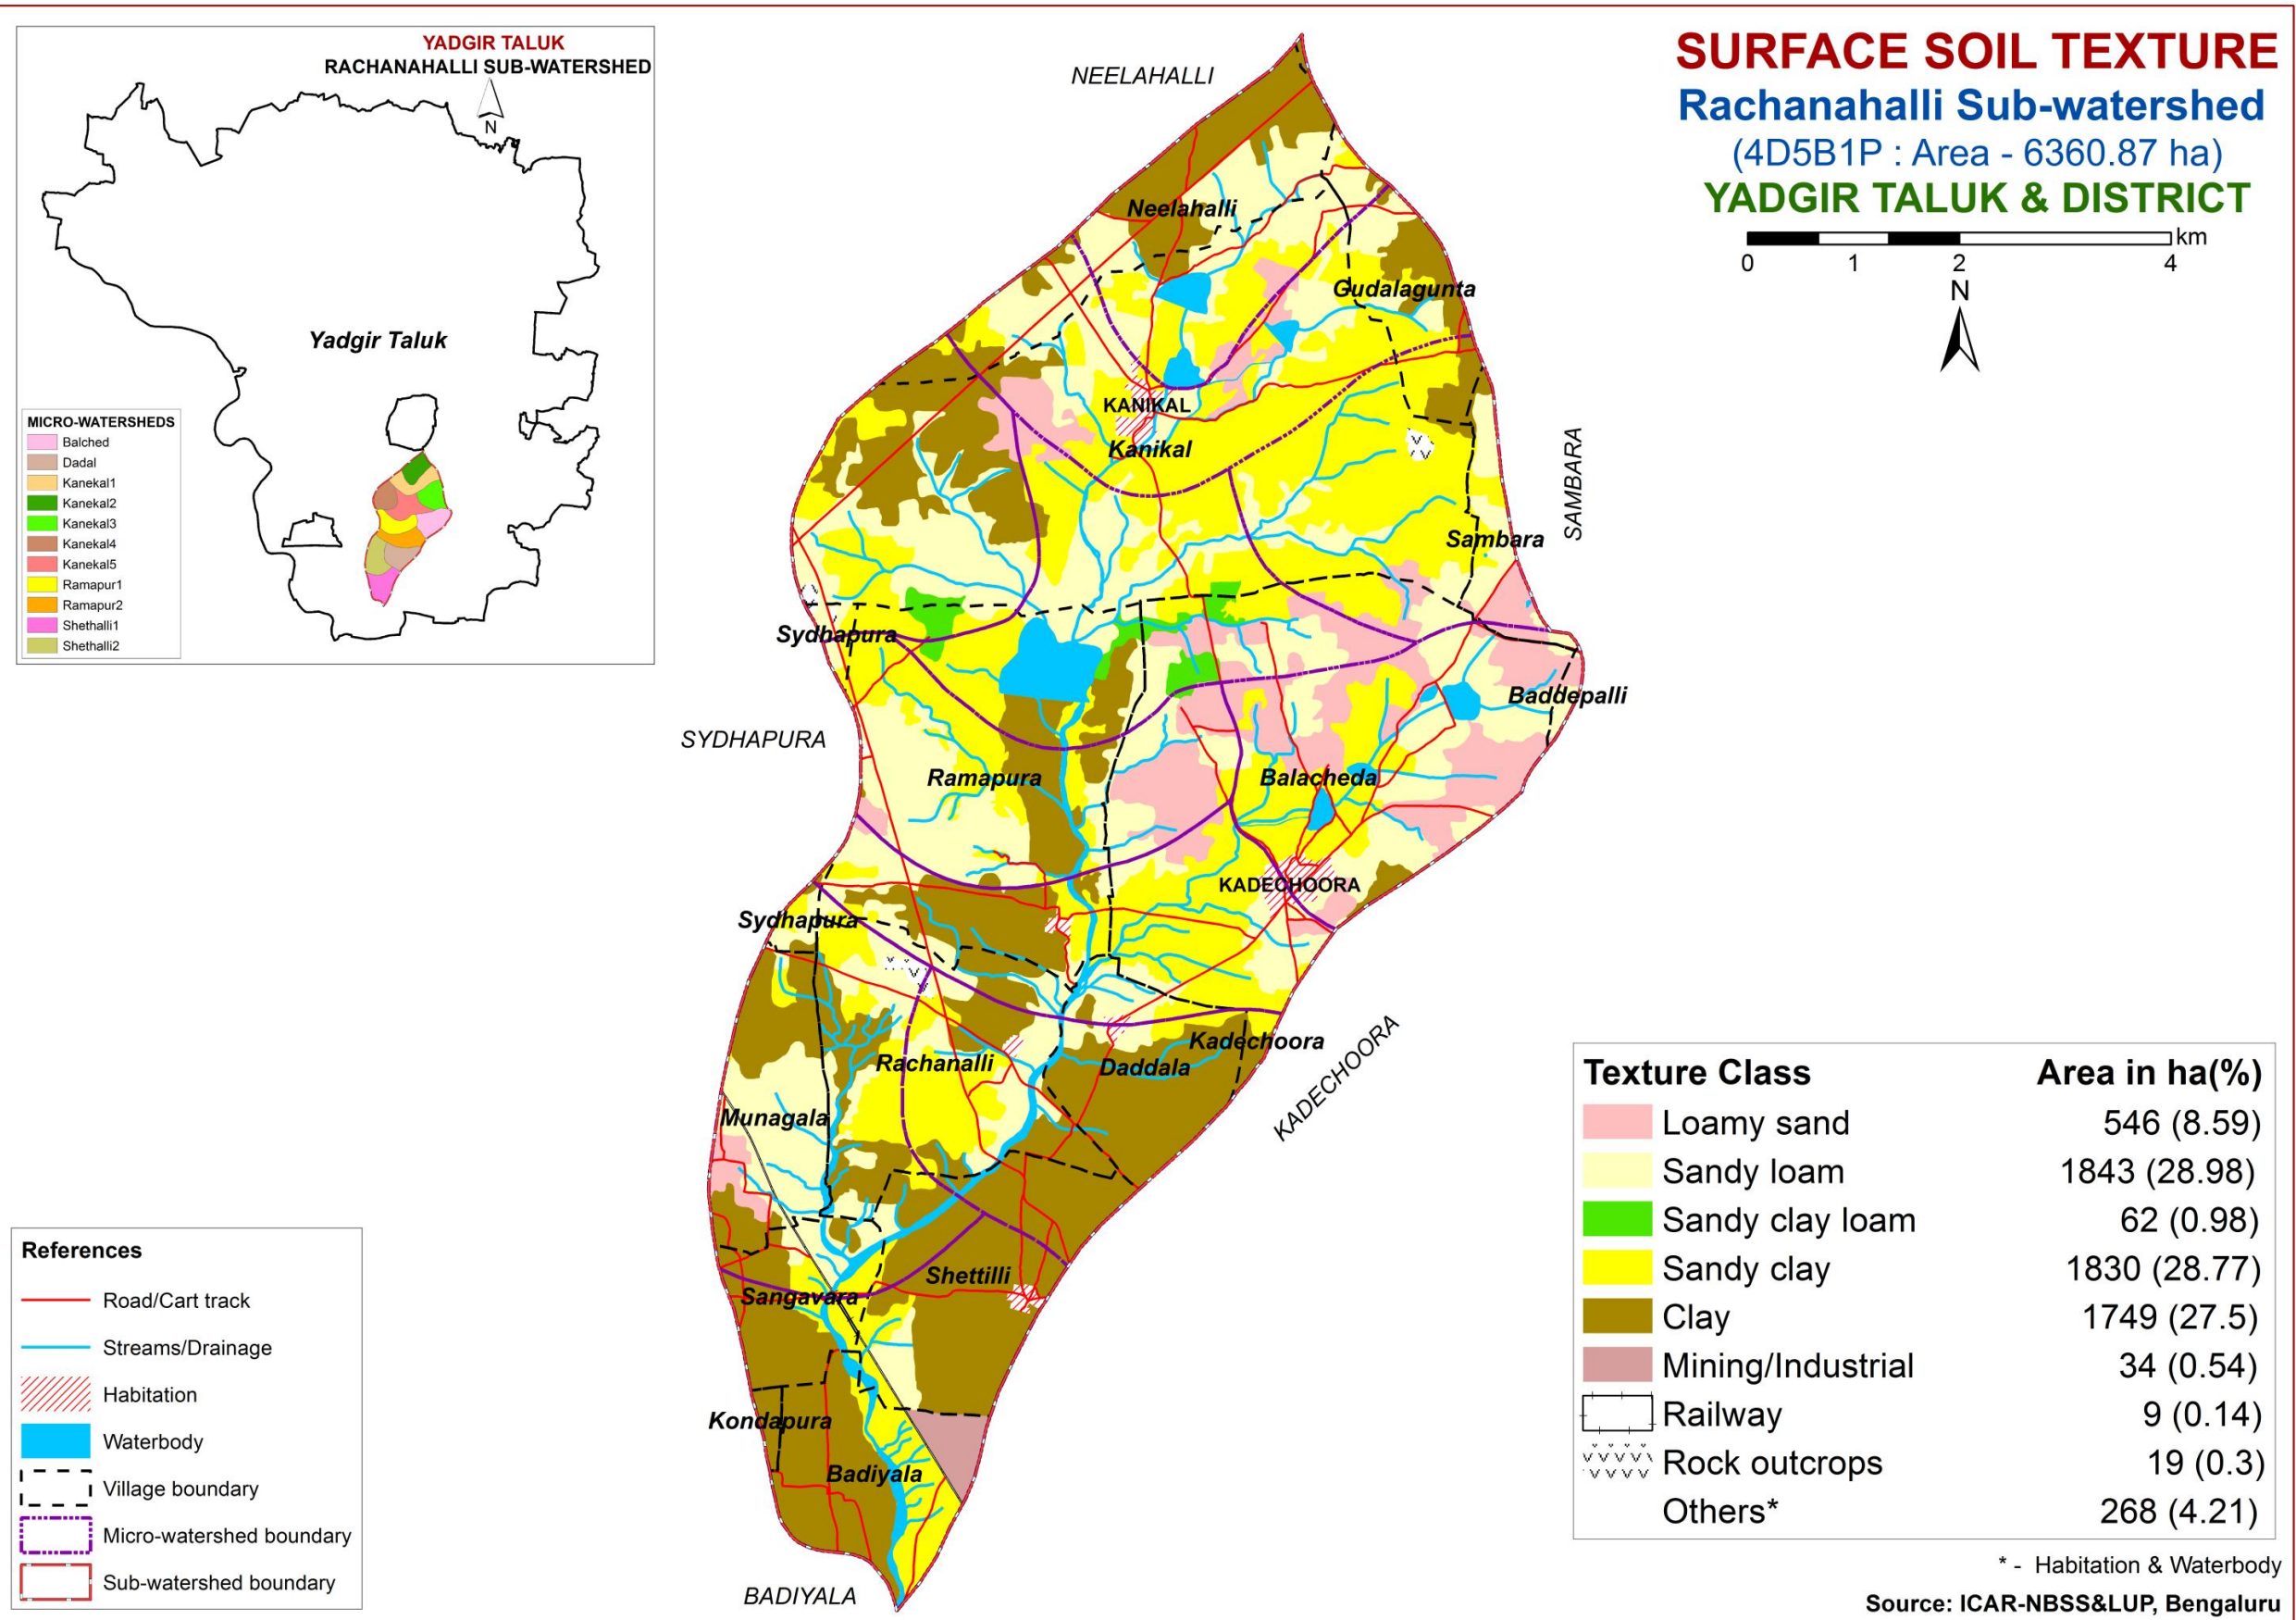 YADGIR TALUK
RACHANAHALLI SUB-WATERSHED
N
Yadgir Taluk
MICRO-WATERSHEDS
Balched
Dadal
Kanekal1
Kanekal2
Kanekal3
Kanekal4
Kanekal5
Ramapur1
Ramapur2
Shethalli1
Shethalli2
SURFACE SOIL TEXTURE
Rachanahalli Sub-watershed
(4D5B1P : Area - 6360.87 ha)
YADGIR TALUK & DISTRICT
km
0 1 2 4
N
NEELAHALLI
Neelahalli
Gudalagunta
KANIKAL
Kanikal
SAMBARA
Sambara
Sydhapura
Baddepalli
SYDHAPURA
Ramapura
Balacheda
KADECHOORA
Sydhapura
Kadechoora
Rachanalli
Daddala
KADECHOORA
Munagala
Shettilli
Sangavara
Kondapura
Badiyala
BADIYALA
References
Road/Cart track
Streams/Drainage
Habitation
Waterbody
Village boundary
Micro-watershed boundary
Sub-watershed boundary
Texture Class Area in ha(%)
Loamy sand 546 (8.59)
Sandy loam 1843 (28.98)
Sandy clay loam 62 (0.98)
Sandy clay 1830 (28.77)
Clay 1749 (27.5)
Mining/Industrial 34 (0.54)
Railway 9 (0.14)
Rock outcrops 19 (0.3)
Others* 268 (4.21)
* - Habitation & Waterbody
Source: ICAR-NBSS&LUP, Bengaluru